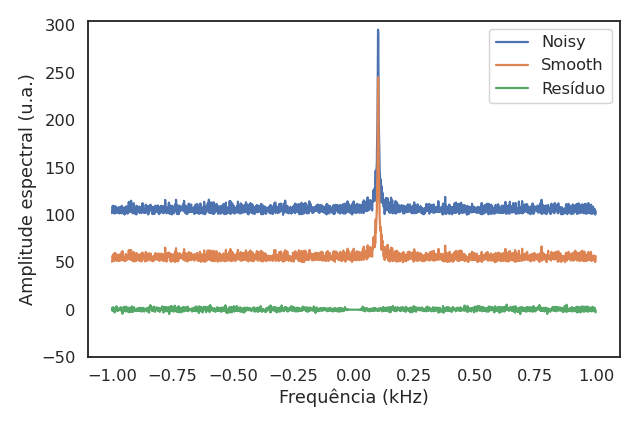 300
250
200
150
100
50
0
−50
Amplitude espectral (u.a.)
Noisy
Smooth
Resíduo
−1.00 −0.75 −0.50 −0.25 0.00 0.25 0.50 0.75 1.00
Frequência (kHz)